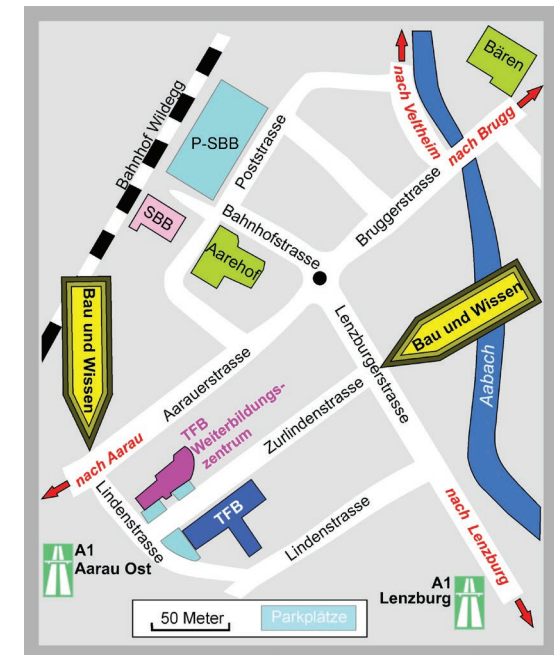 Bären
nach Veltheim
nach Brugg
Bahnhof Wildegg
P-SBB
Poststrasse
SBB
Bahnhofstrasse
Bruggerstrasse
Aarehof
Bau und Wissen
Bau und Wissen
Lenzburgerstrasse
Aabach
Aarauerstrasse
TFB
Weiterbildungs-
zentrum
Zurlindenstrasse
nach Aarau
Lindenstrasse
TFB
Lindenstrasse
nach Lenzburg
A1
Aarau Ost
A1
Lenzburg
50 Meter
Parkplätze